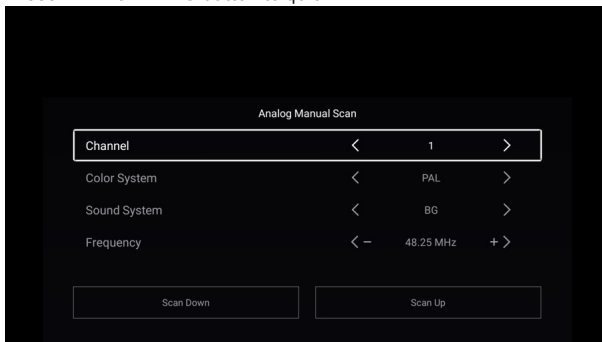 Analog Manual Scan
Channel < 1 >
Color System < PAL >
Sound System < BG >
Frequency < − 48.25 MHz + >
Scan Down Scan Up